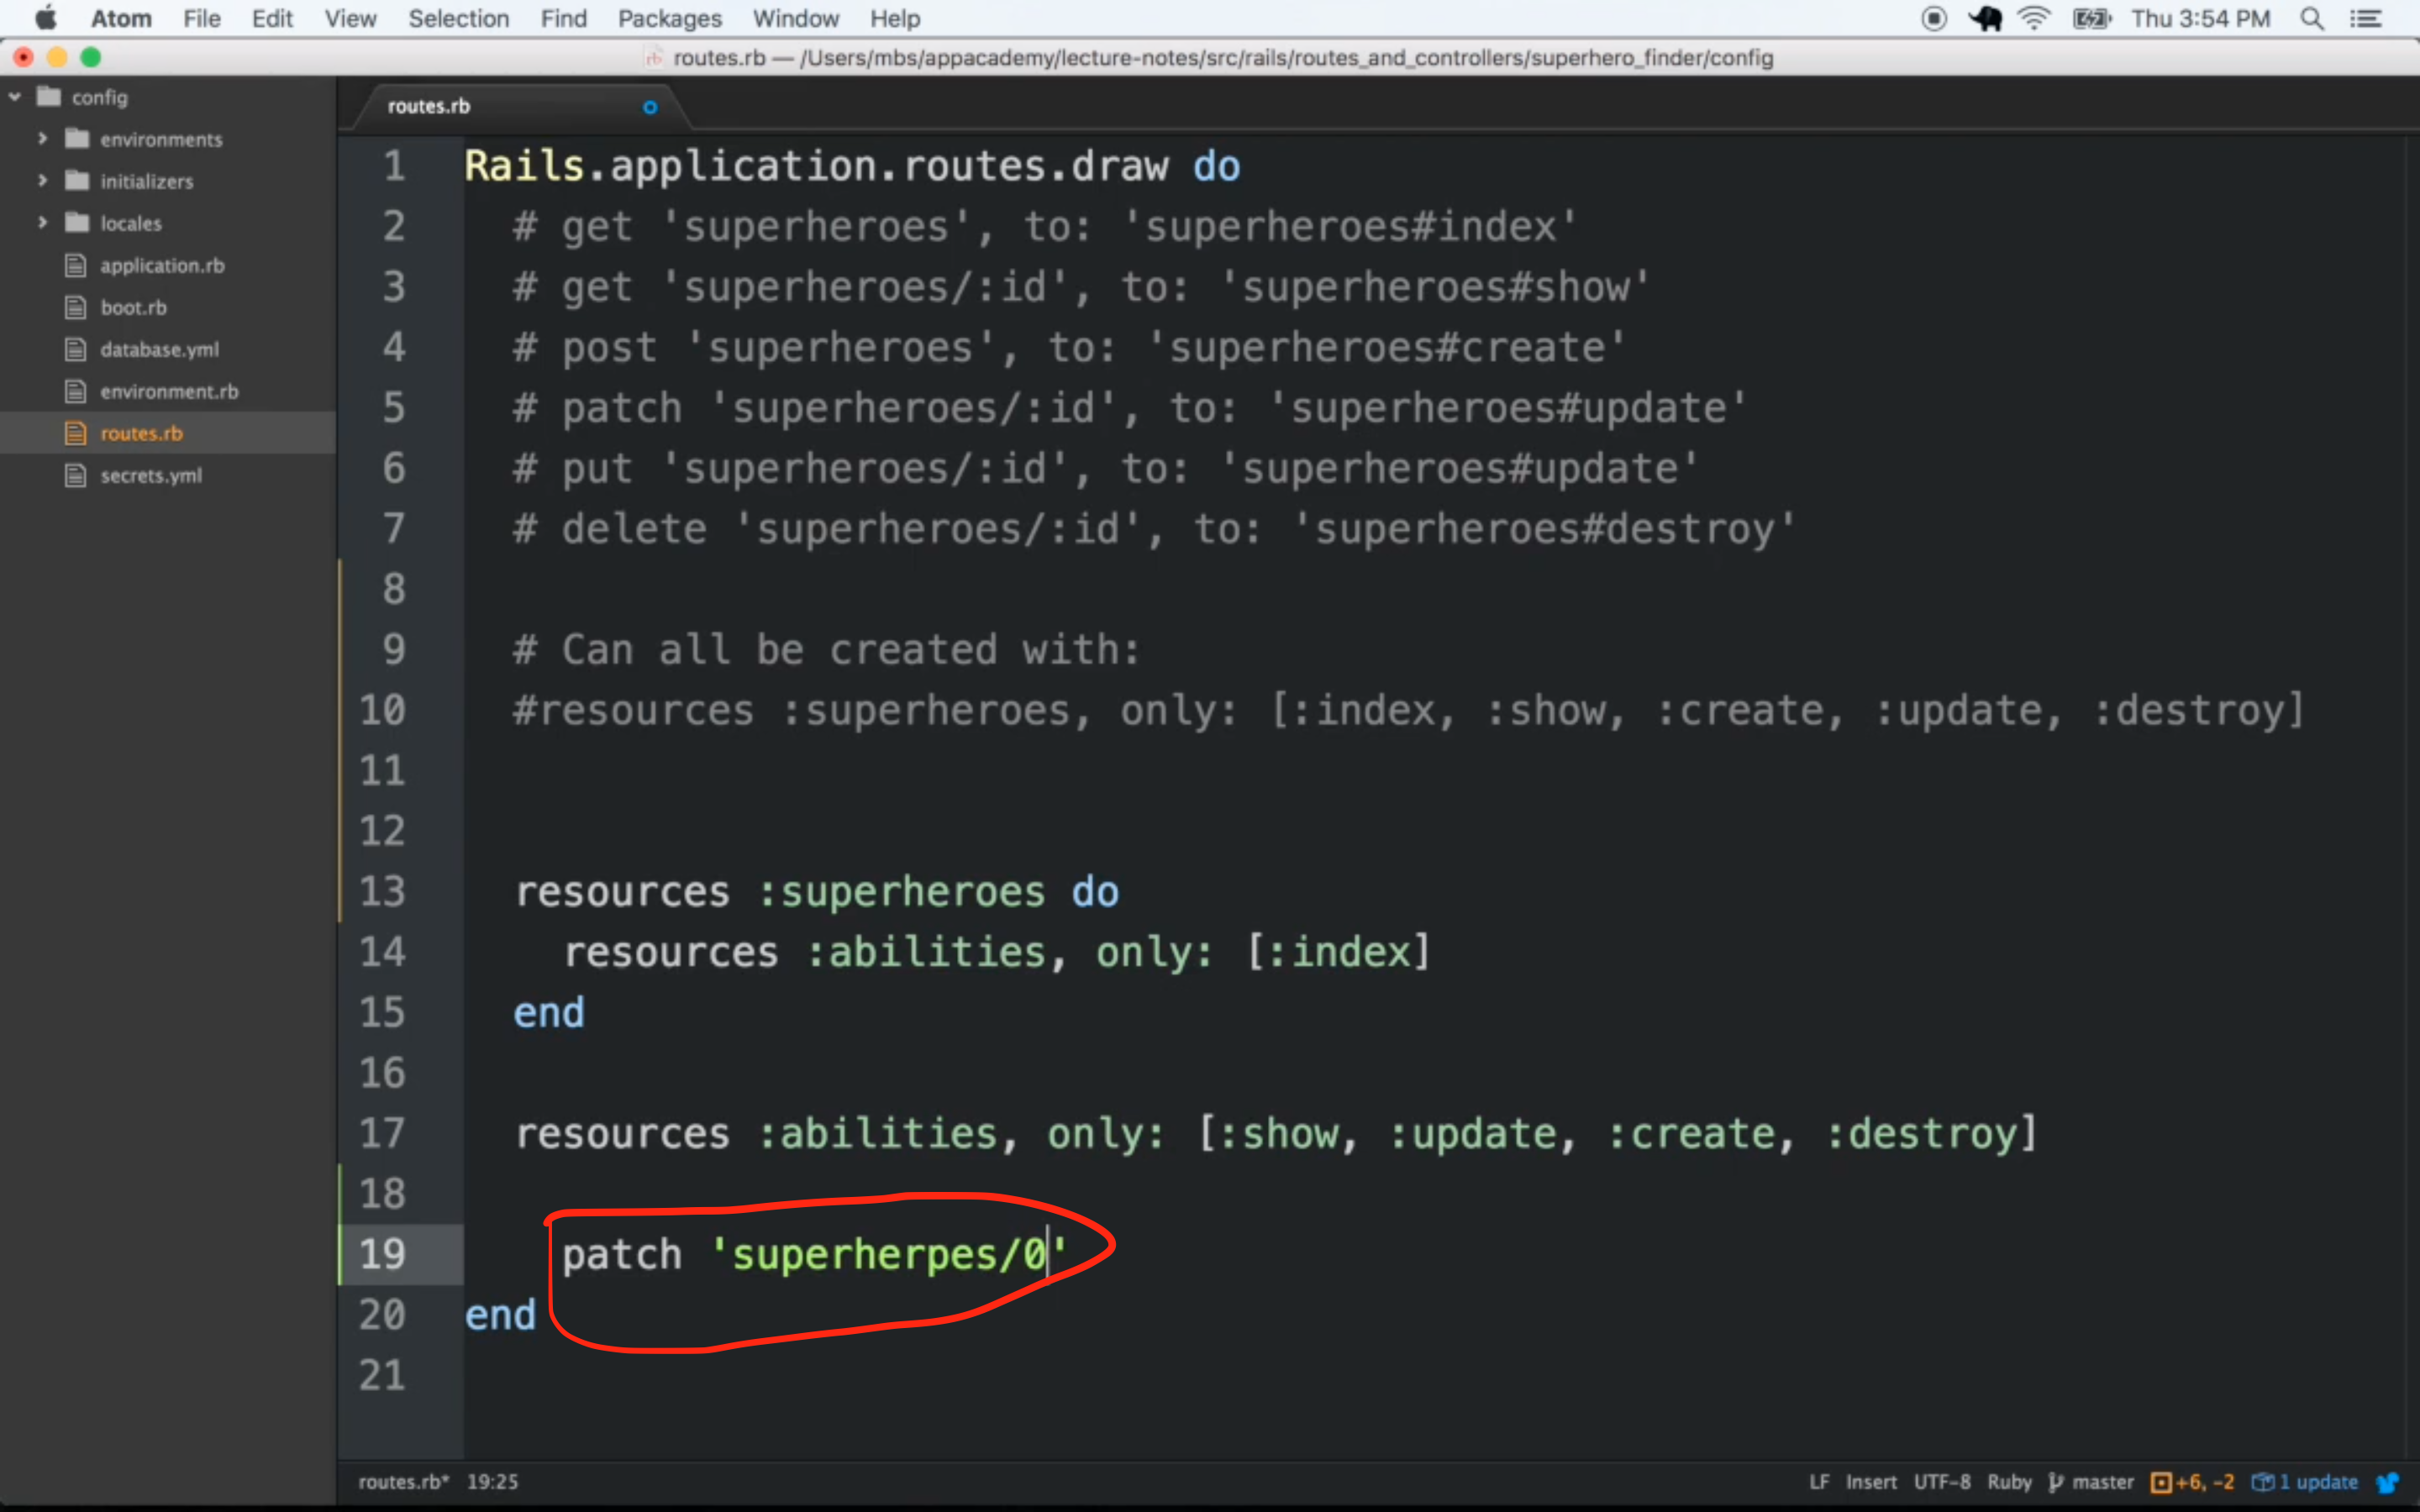 Atom File Edit View Selection Find Packages Window Help Thu 3:54 PM
routes.rb — /Users/mbs/appacademy/lecture-notes/src/rails/routes_and_controllers/superhero_finder/config
config
environments
initializers
locales
application.rb
boot.rb
database.yml
environment.rb
routes.rb
secrets.yml
routes.rb
1 Rails.application.routes.draw do
2 # get 'superheroes', to: 'superheroes#index'
3 # get 'superheroes/:id', to: 'superheroes#show'
4 # post 'superheroes', to: 'superheroes#create'
5 # patch 'superheroes/:id', to: 'superheroes#update'
6 # put 'superheroes/:id', to: 'superheroes#update'
7 # delete 'superheroes/:id', to: 'superheroes#destroy'
8
9 # Can all be created with:
10 #resources :superheroes, only: [:index, :show, :create, :update, :destroy]
11
12
13 resources :superheroes do
14 resources :abilities, only: [:index]
15 end
16
17 resources :abilities, only: [:show, :update, :create, :destroy]
18
19 patch 'superherpes/0'
20 end
21
routes.rb* 19:25 LF Insert UTF-8 Ruby master +6, -2 1 update